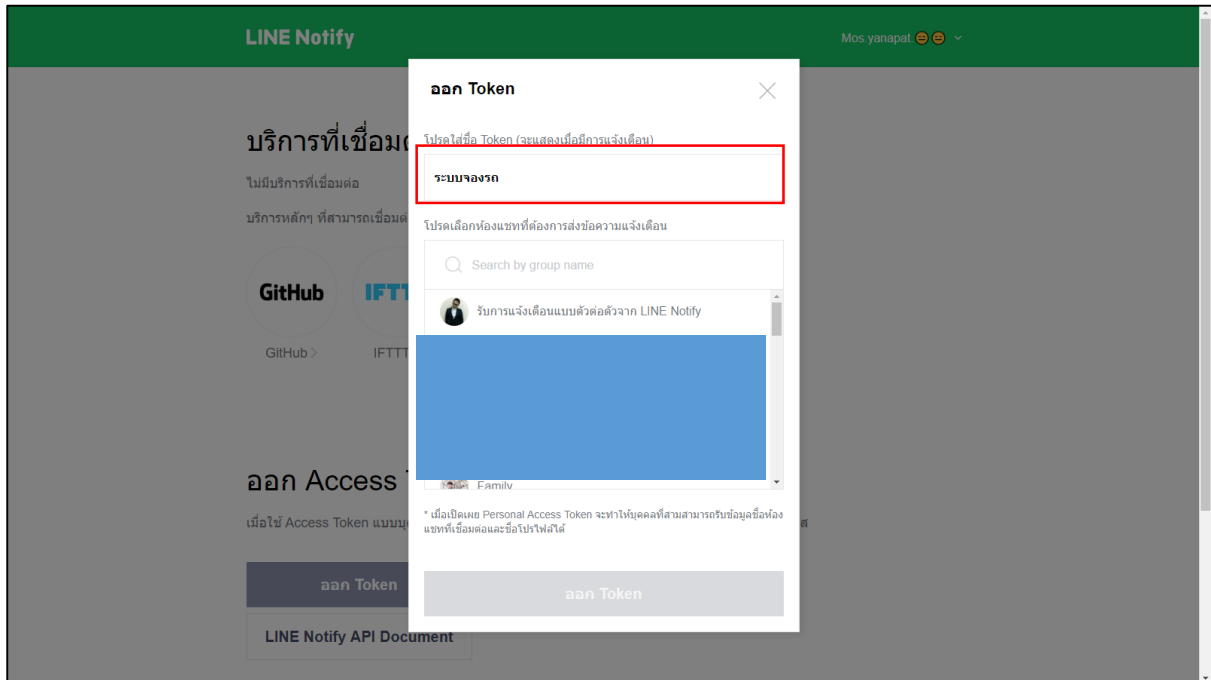 LINE Notify
Mos.yanapat
ออก Token
โปรดใส่ชื่อ Token (จะแสดงเมื่อมีการแจ้งเตือน)
ระบบจองรถ
โปรดเลือกห้องแชทที่ต้องการส่งข้อความแจ้งเตือน
Search by group name
รับการแจ้งเตือนแบบตัวต่อตัวจาก LINE Notify
Family
* เมื่อเปิดเผย Personal Access Token จะทำให้บุคคลที่สามสามารถรับข้อมูลชื่อห้อง
แชทที่เชื่อมต่อและชื่อโปรไฟล์ได้
ออก Token
บริการที่เชื่อมต
ไม่มีบริการที่เชื่อมต่อ
บริการหลักๆ ที่สามารถเชื่อมต่
GitHub
IFTT
GitHub
IFTTT
ออก Access
เมื่อใช้ Access Token แบบบุ
ส
ออก Token
LINE Notify API Document